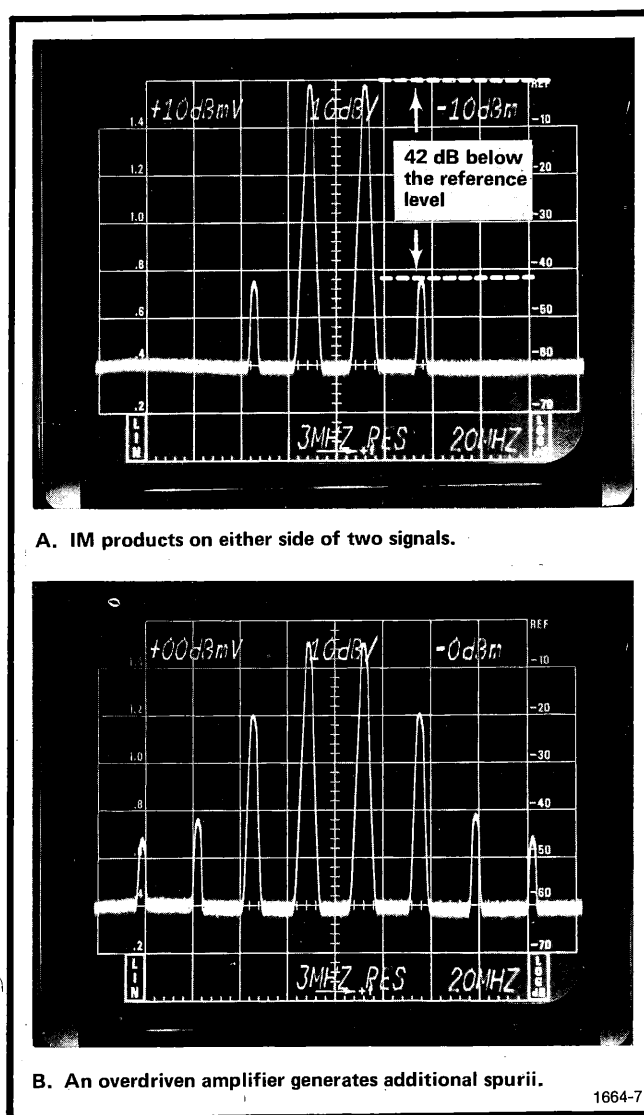 +10dBmV 10dB/ -10dBm REF
1.4 -10
42 dB below
the reference
level
1.2 -20
1.0 -30
.8 -40
.6
.4
.2 -70
LIN 3MHZ RES 20MHZ LOG
A. IM products on either side of two signals.
REF
+00dBmV 10dB/ -0dBm
-10
1.2 -20
1.0 -30
.8 -40
-50
.4 -60
.2 -70
LIN 3MHZ RES 20MHZ LOG dB
B. An overdriven amplifier generates additional spurii.
1664-7